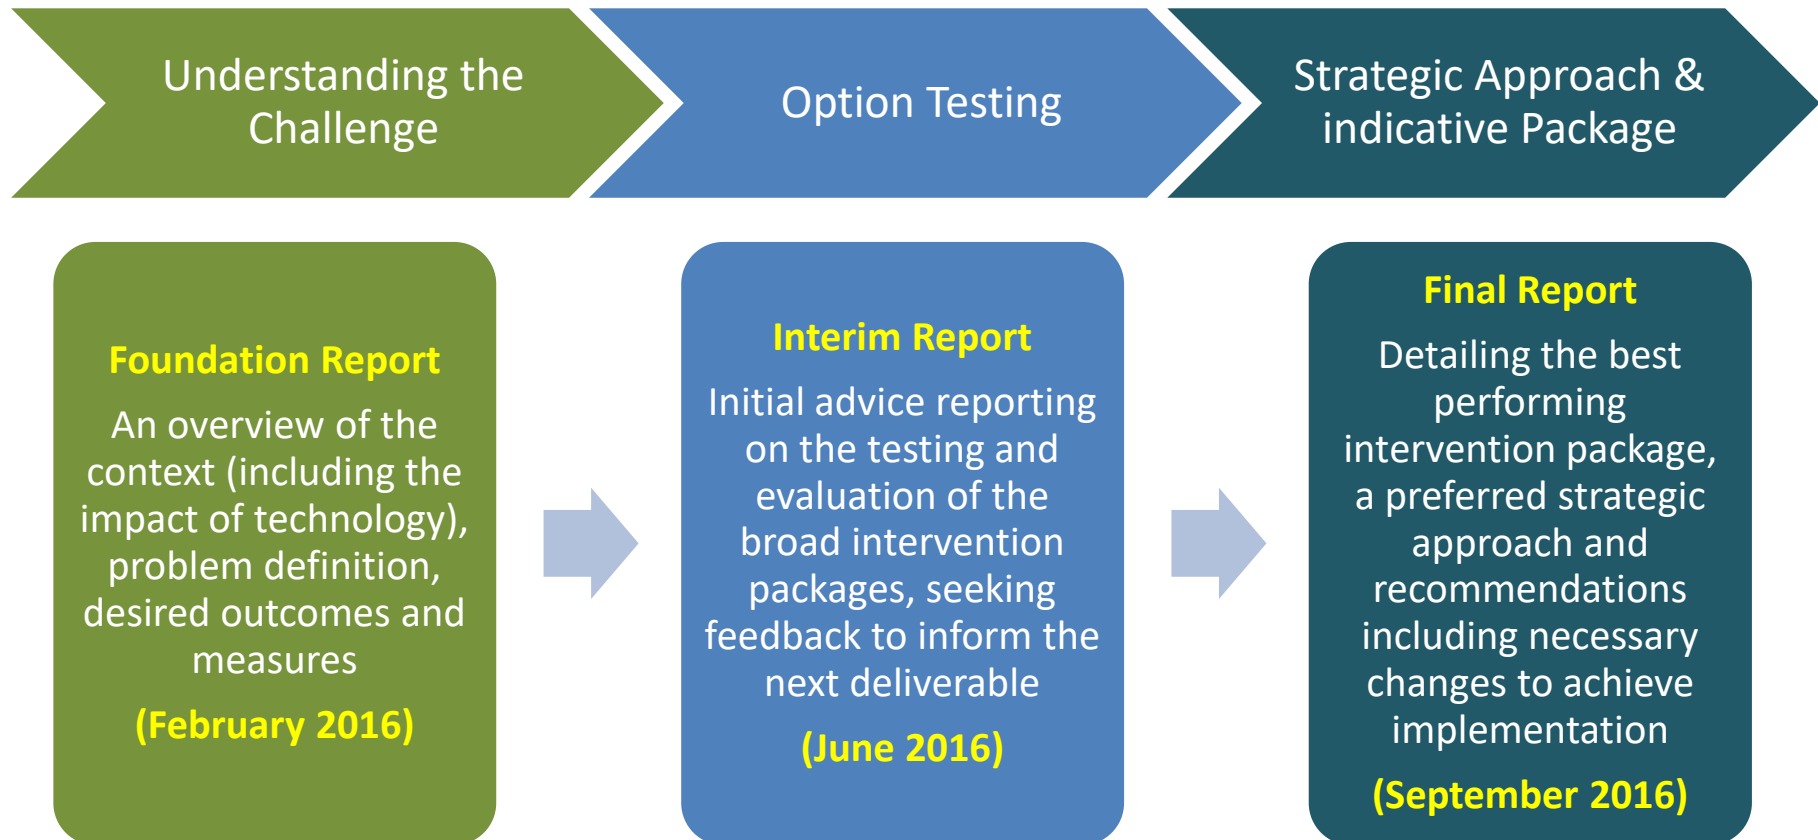 Understanding the
Challenge
Option Testing
Strategic Approach &
indicative Package
Foundation Report
An overview of the
context (including the
impact of technology),
problem definition,
desired outcomes and
measures
(February 2016)
Interim Report
Initial advice reporting
on the testing and
evaluation of the
broad intervention
packages, seeking
feedback to inform the
next deliverable
(June 2016)
Final Report
Detailing the best
performing
intervention package,
a preferred strategic
approach and
recommendations
including necessary
changes to achieve
implementation
(September 2016)